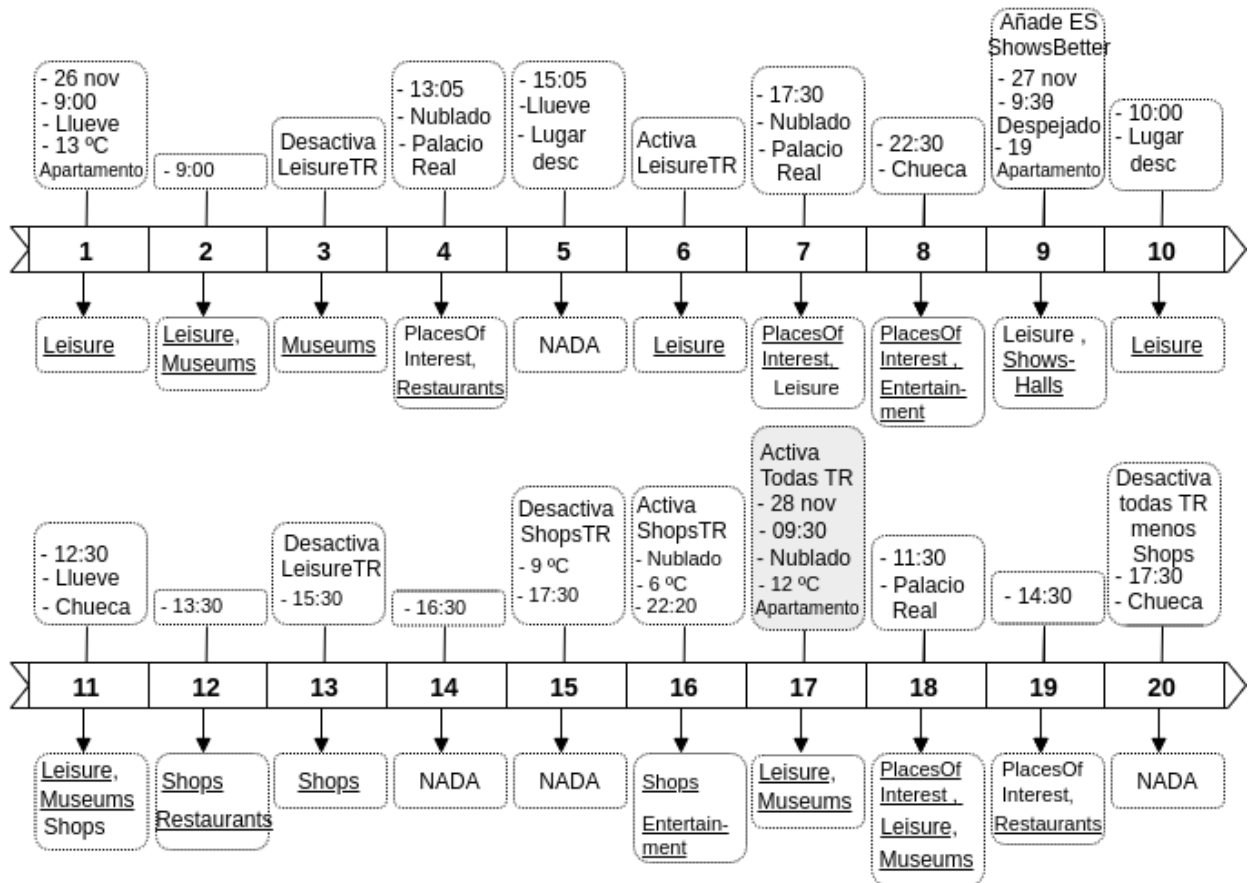 - 26 nov
- 9:00
- Llueve
- 13 ºC
Apartamento
- 9:00
Desactiva
LeisureTR
- 13:05
- Nublado
- Palacio
Real
- 15:05
-Llueve
- Lugar
desc
Activa
LeisureTR
- 17:30
- Nublado
- Palacio
Real
- 22:30
- Chueca
Añade ES
ShowsBetter
- 27 nov
- 9:30
Despejado
- 19
Apartamento
- 10:00
- Lugar
desc
1 2 3 4 5 6 7 8 9 10
Leisure
Leisure,
Museums
Museums
PlacesOf
Interest,
Restaurants
NADA
Leisure
PlacesOf
Interest,
Leisure
PlacesOf
Interest ,
Entertain-
ment
Leisure ,
Shows-
Halls
Leisure
- 12:30
- Llueve
- Chueca
- 13:30
Desactiva
LeisureTR
- 15:30
- 16:30
Desactiva
ShopsTR
- 9 ºC
- 17:30
Activa
ShopsTR
- Nublado
- 6 ºC
- 22:20
Activa
Todas TR
- 28 nov
- 09:30
- Nublado
- 12 ºC
Apartamento
- 11:30
- Palacio
Real
- 14:30
Desactiva
todas TR
menos
Shops
- 17:30
- Chueca
11 12 13 14 15 16 17 18 19 20
Leisure,
Museums
Shops
Shops
Restaurants
Shops
NADA
NADA
Shops
Entertain-
ment
Leisure,
Museums
PlacesOf
Interest ,
Leisure,
Museums
PlacesOf
Interest,
Restaurants
NADA